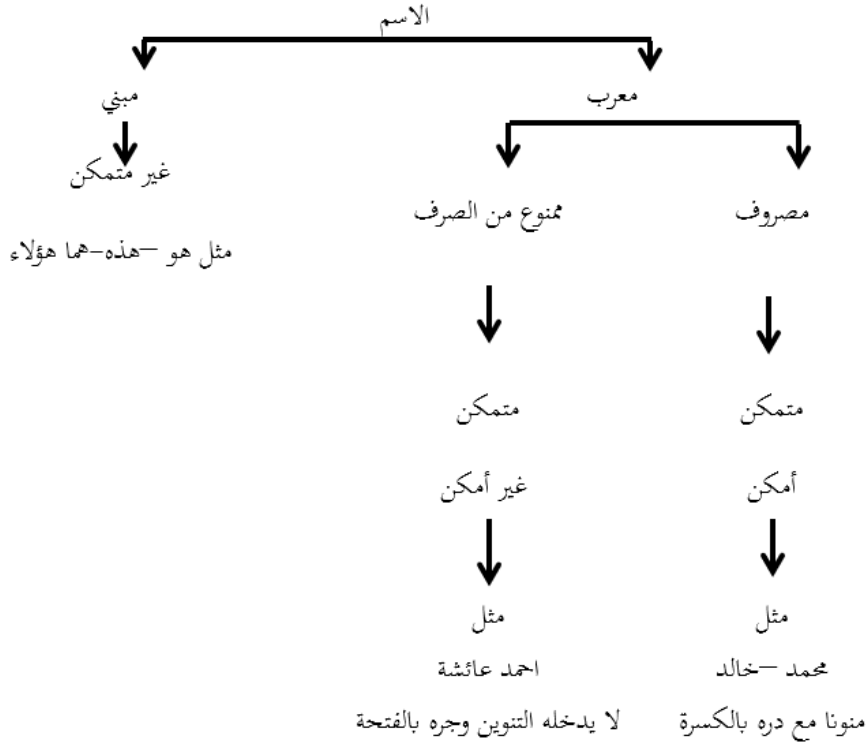 الاسم
معرب
مبني
غير متمكن
مثل هو –هذه–هما هؤلاء
مصروف
ممنوع من الصرف
متمكن
متمكن
أمكن
غير أمكن
مثل
مثل
محمد –خالد
احمد عائشة
منونا مع دره بالكسرة
لا يدخله التنوين وجره بالفتحة